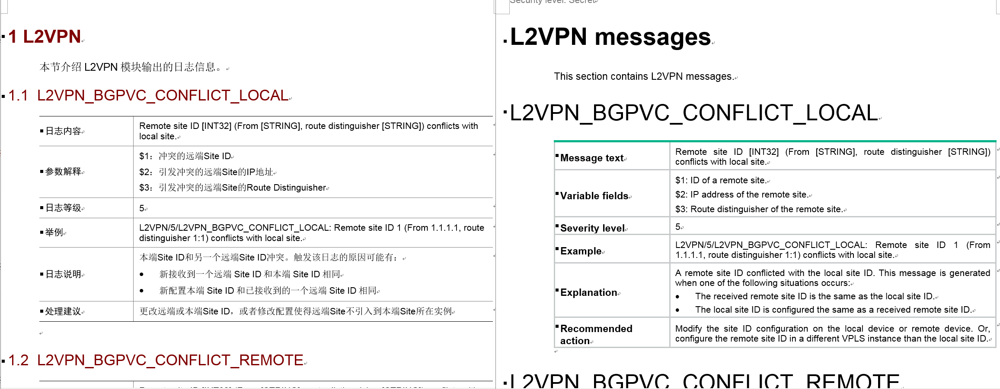 1 L2VPN
本节介绍 L2VPN 模块输出的日志信息。
1.1 L2VPN_BGPVC_CONFLICT_LOCAL
日志内容
Remote site ID [INT32] (From [STRING], route distinguisher [STRING]) conflicts with
local site.
参数解释
$1：冲突的远端Site ID
$2：引发冲突的远端Site的IP地址
$3：引发冲突的远端Site的Route Distinguisher
日志等级
5
举例
L2VPN/5/L2VPN_BGPVC_CONFLICT_LOCAL: Remote site ID 1 (From 1.1.1.1, route
distinguisher 1:1) conflicts with local site.
日志说明
本端Site ID和另一个远端Site ID冲突。触发该日志的原因可能有：
● 新接收到一个远端 Site ID 和本端 Site ID 相同
● 新配置本端 Site ID 和已接收到的一个远端 Site ID 相同
处理建议
更改远端或本端Site ID，或者修改配置使得远端Site不引入到本端Site所在实例
1.2 L2VPN_BGPVC_CONFLICT_REMOTE
Security level: Secret
L2VPN messages
This section contains L2VPN messages.
L2VPN_BGPVC_CONFLICT_LOCAL
Message text
Remote site ID [INT32] (From [STRING], route distinguisher [STRING])
conflicts with local site.
Variable fields
$1: ID of a remote site.
$2: IP address of the remote site.
$3: Route distinguisher of the remote site.
Severity level
5
Example
L2VPN/5/L2VPN_BGPVC_CONFLICT_LOCAL: Remote site ID 1 (From
1.1.1.1, route distinguisher 1:1) conflicts with local site.
Explanation
A remote site ID conflicted with the local site ID. This message is generated
when one of the following situations occurs:
● The received remote site ID is the same as the local site ID.
● The local site ID is configured the same as a received remote site ID.
Recommended
action
Modify the site ID configuration on the local device or remote device. Or,
configure the remote site ID in a different VPLS instance than the local site ID.
L2VPN_BGPVC_CONFLICT_REMOTE